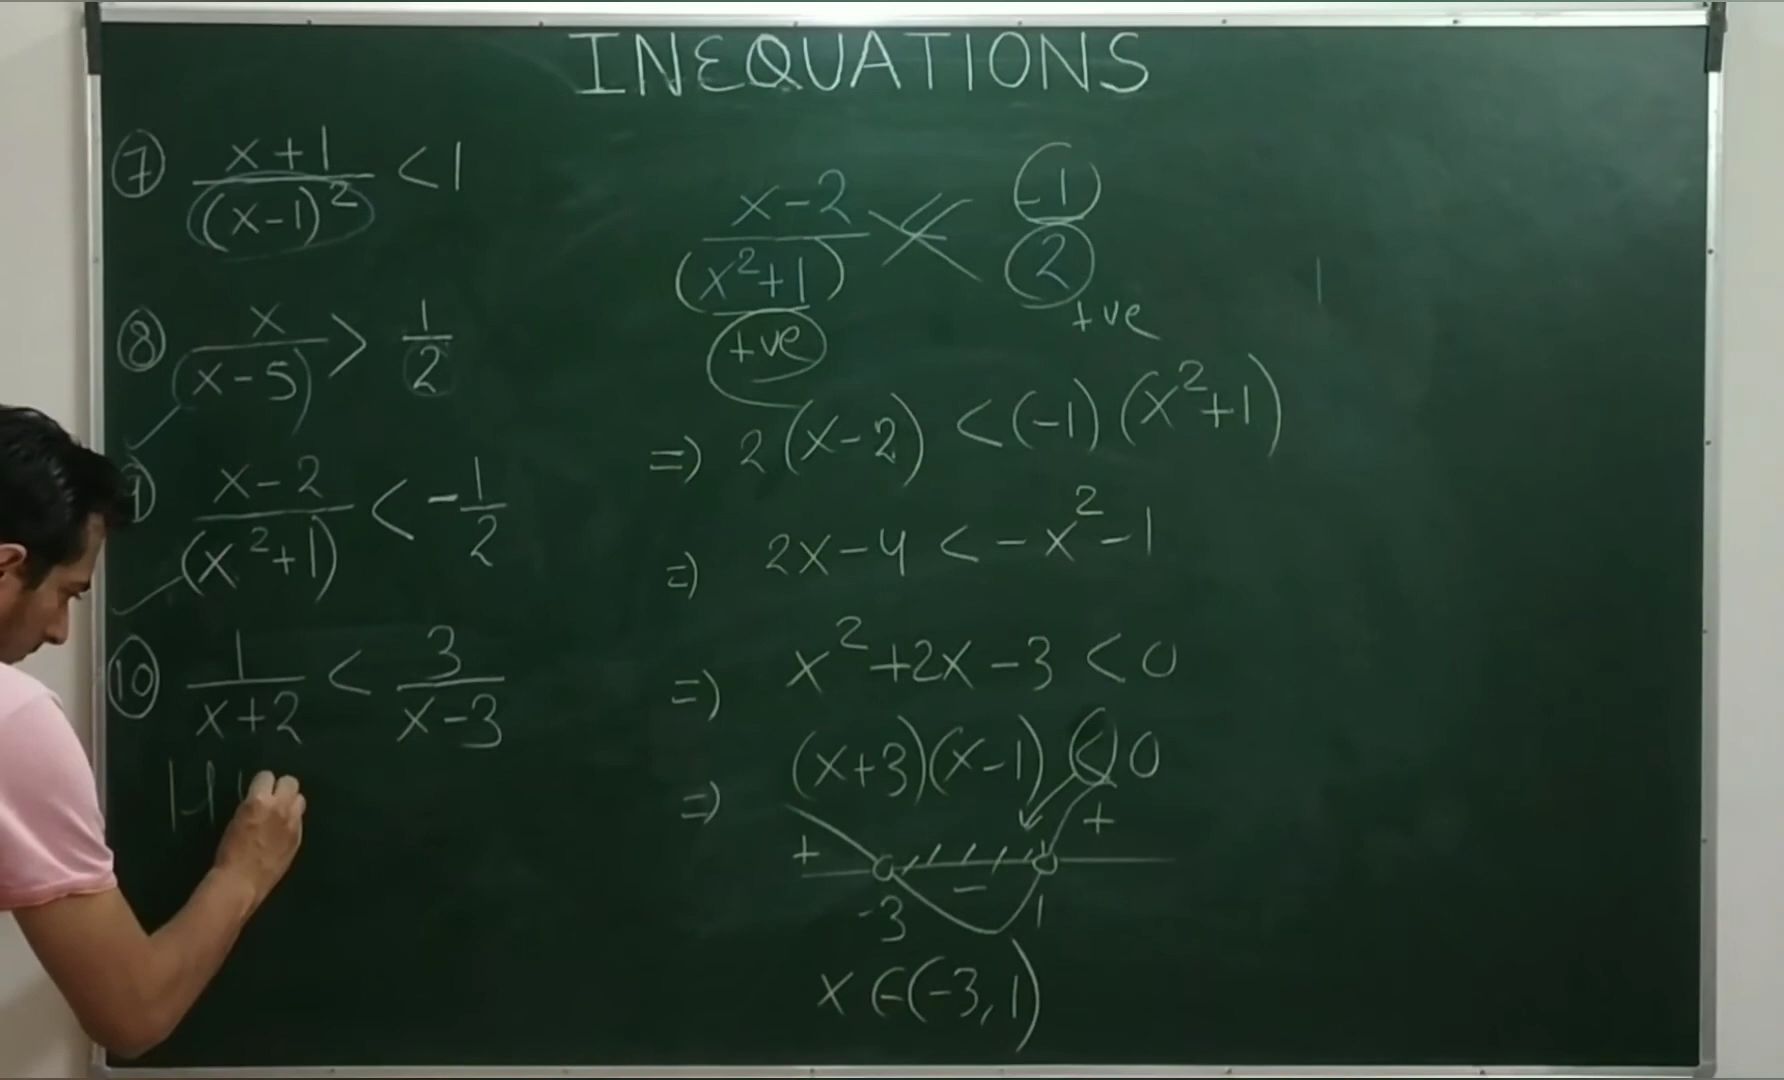 INEQUATIONS
⑦ (x+1)/(x-1)² < 1
⑧ x/(x-5) > 1/2
(x-2)/(x²+1) < -1/2
⑩ 1/(x+2) < 3/(x-3)
(x-2)/(x²+1) < -1/2
+ve
+ve
=) 2(x-2) < (-1)(x²+1)
=) 2x-4 < -x²-1
=) x²+2x-3 < 0
=) (x+3)(x-1) < 0
+ - +
-3 1
x ∈ (-3, 1)